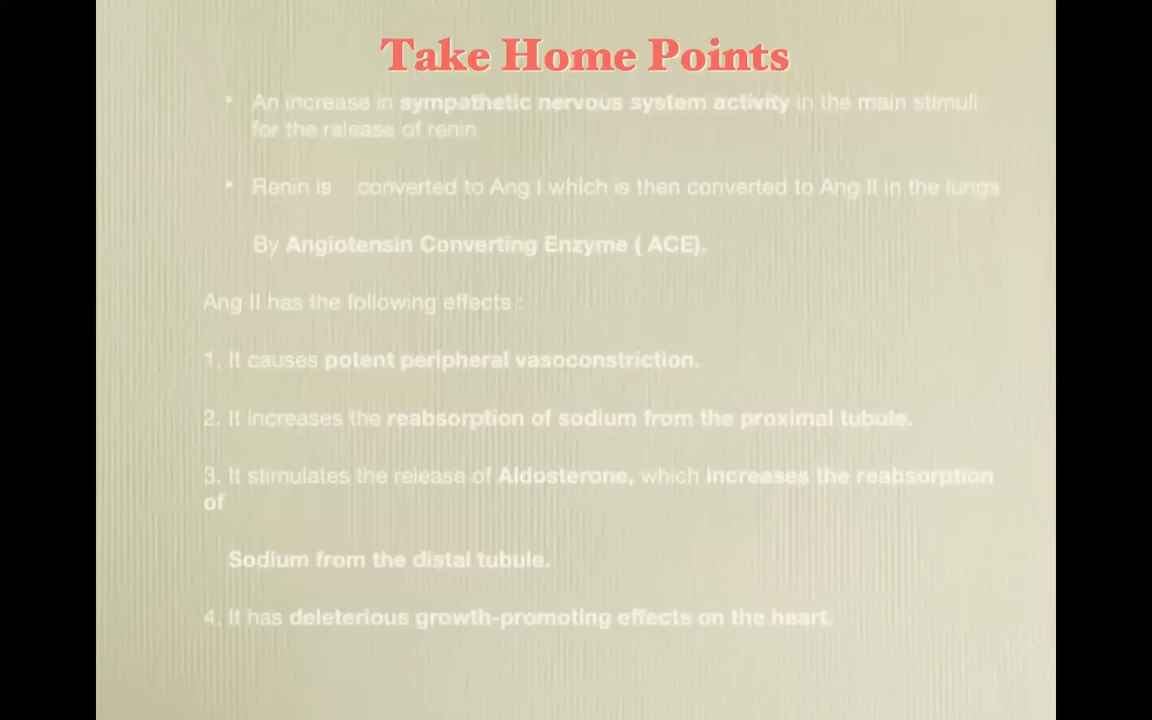 Take Home Points
• An increase in sympathetic nervous system activity in the main stimuli
for the release of renin
• Renin is converted to Ang I which is then converted to Ang II in the lungs
By Angiotensin Converting Enzyme ( ACE).
Ang II has the following effects :
1. It causes potent peripheral vasoconstriction.
2. It increases the reabsorption of sodium from the proximal tubule.
3. It stimulates the release of Aldosterone, which increases the reabsorption
of
Sodium from the distal tubule.
4. It has deleterious growth-promoting effects on the heart.